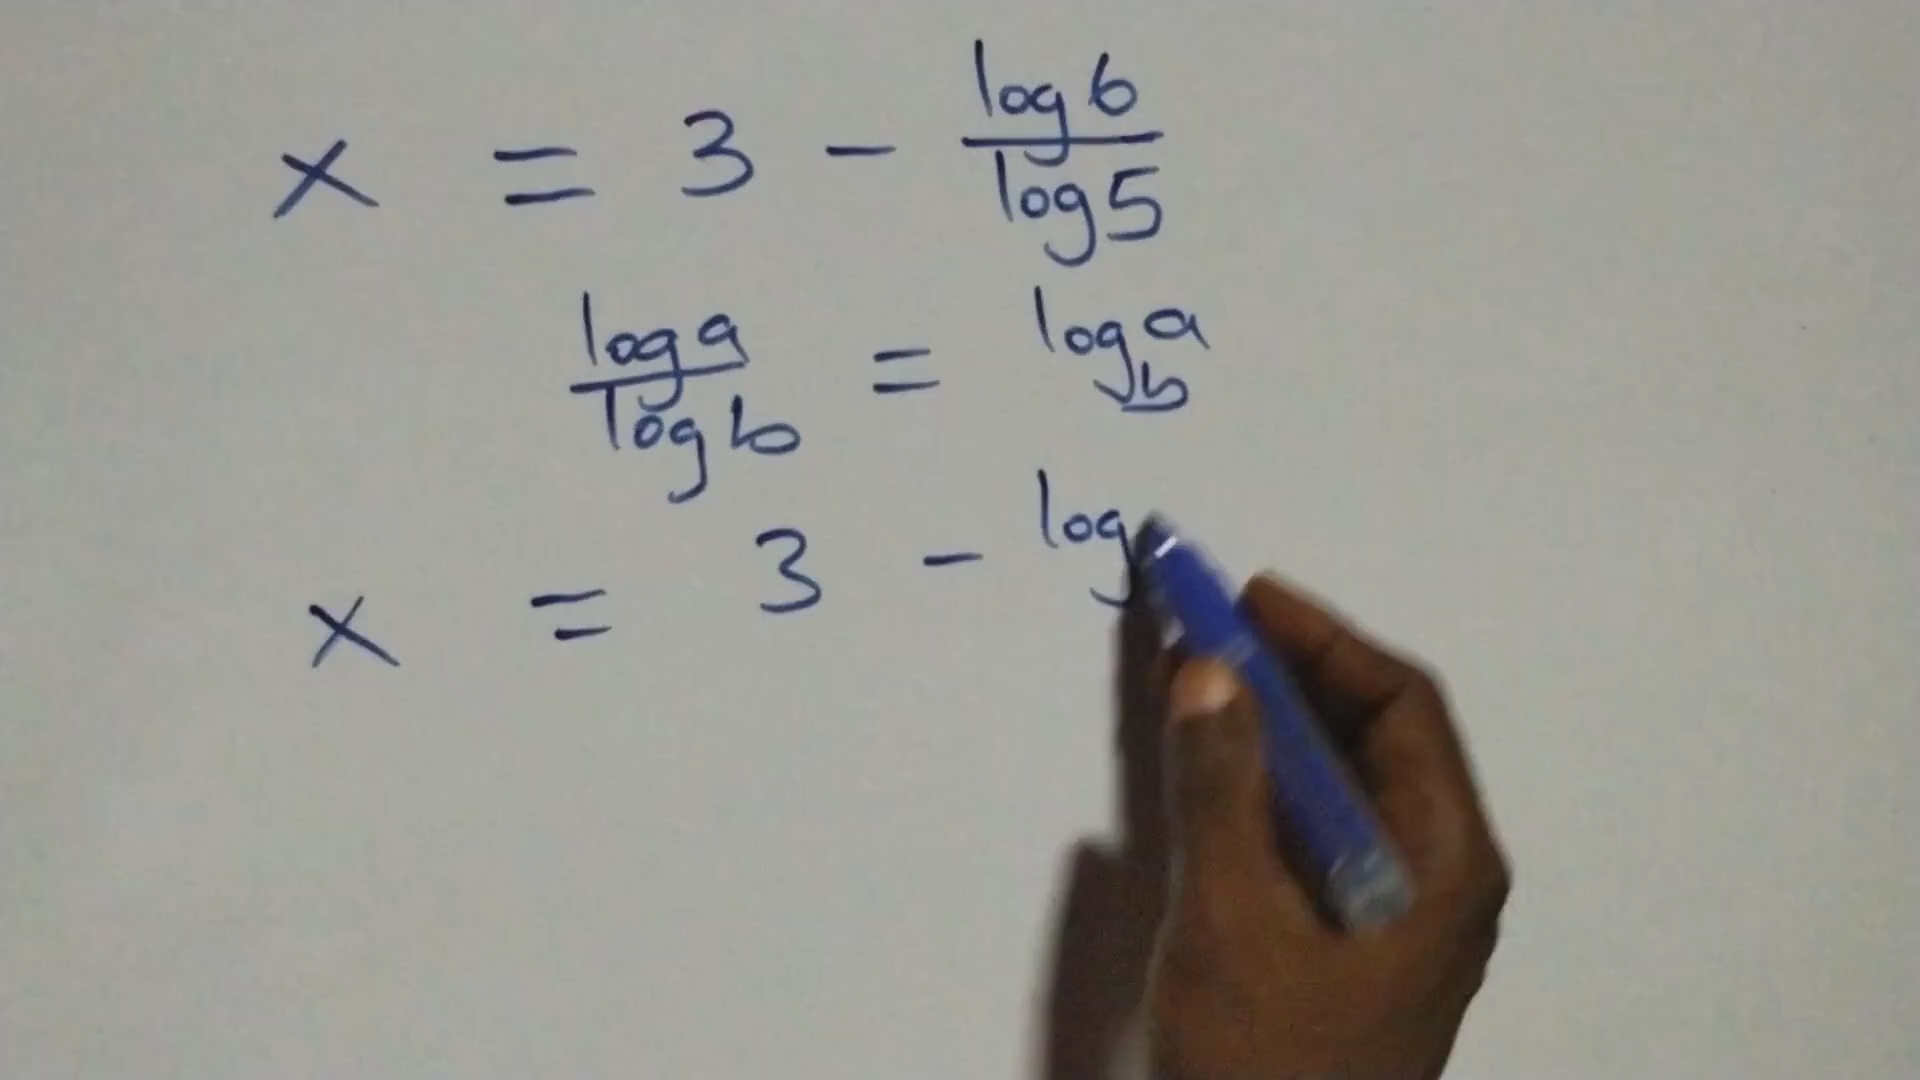 x = 3 - log 6 / log 5
log a / log b = log_b a
x = 3 - log